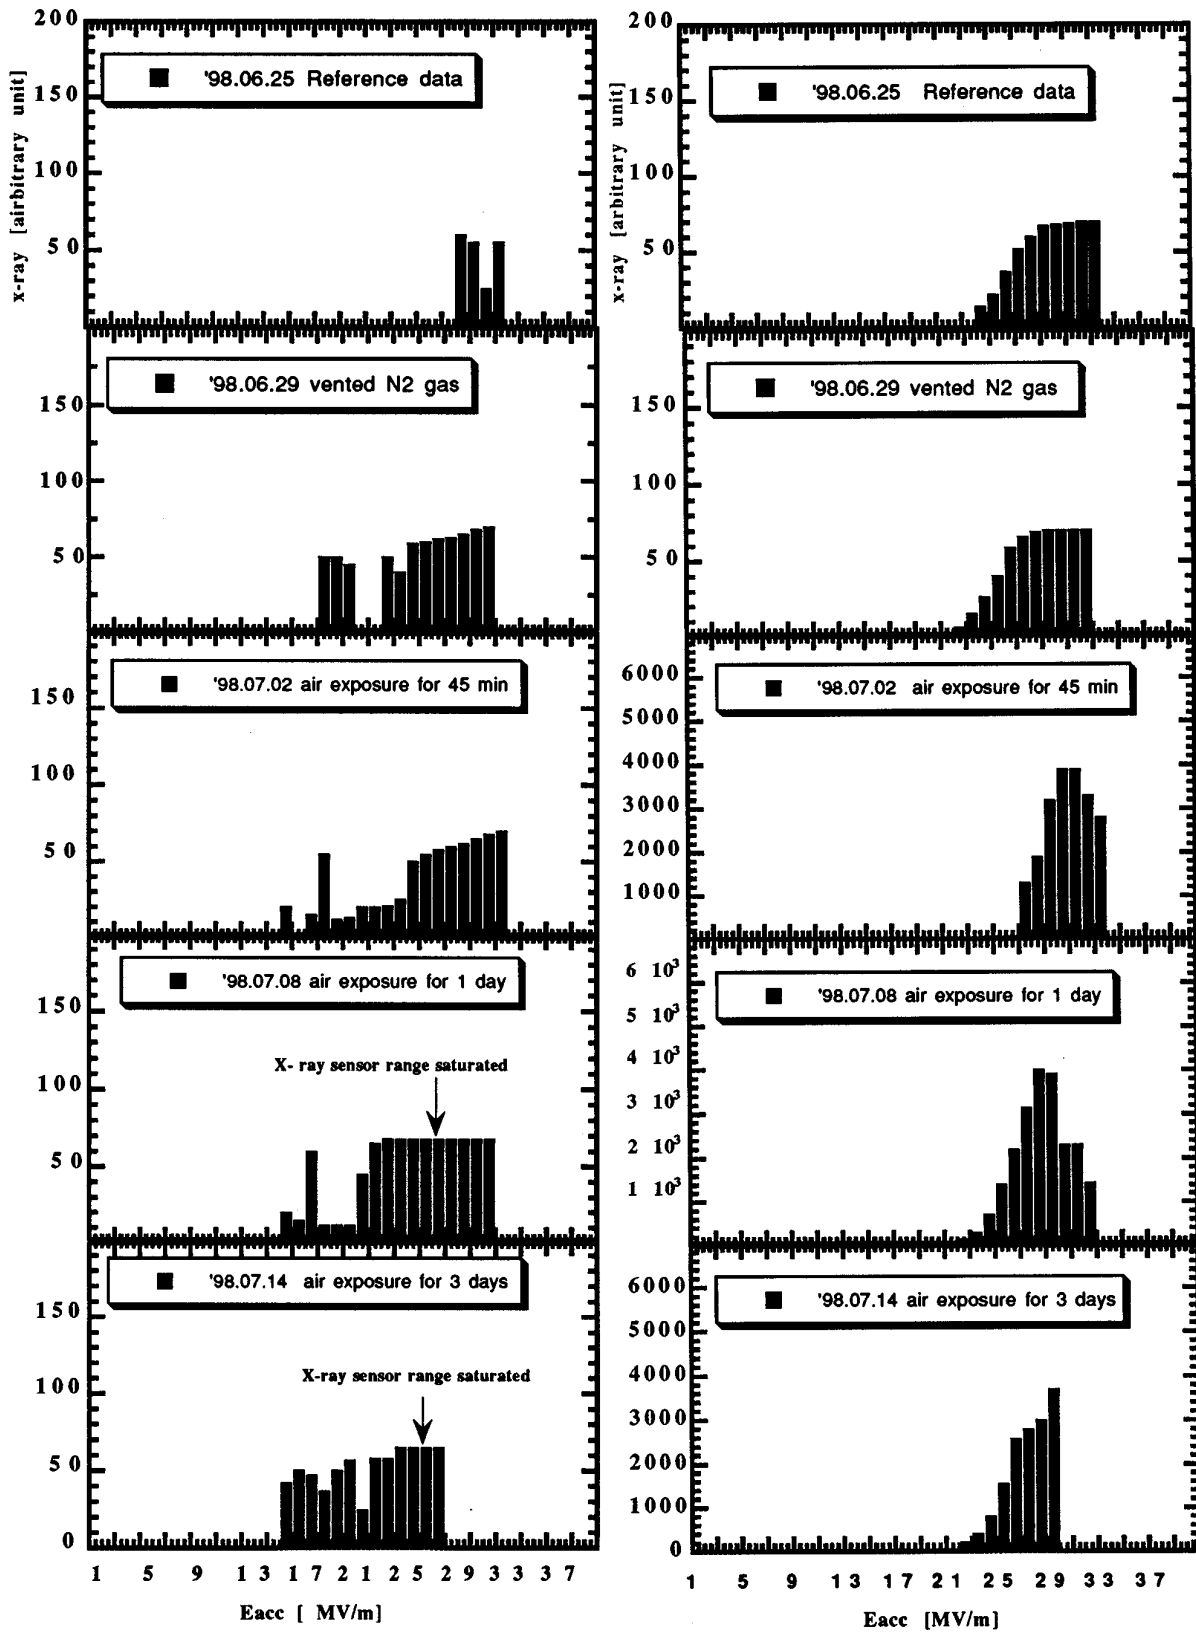 200
'98.06.25 Reference data
150
100
50
x-ray [airbitrary unit]
'98.06.29 vented N2 gas
150
100
50
'98.07.02 air exposure for 45 min
150
100
50
'98.07.08 air exposure for 1 day
150
X- ray sensor range saturated
100
50
'98.07.14 air exposure for 3 days
150
X-ray sensor range saturated
100
50
0
1 5 9 13 17 21 25 29 33 37
Eacc [ MV/m]
200
'98.06.25 Reference data
150
100
50
x-ray [arbitrary unit]
'98.06.29 vented N2 gas
150
100
50
6000
'98.07.02 air exposure for 45 min
5000
4000
3000
2000
1000
6 10³
'98.07.08 air exposure for 1 day
5 10³
4 10³
3 10³
2 10³
1 10³
6000
'98.07.14 air exposure for 3 days
5000
4000
3000
2000
1000
0
1 5 9 13 17 21 25 29 33 37
Eacc [MV/m]